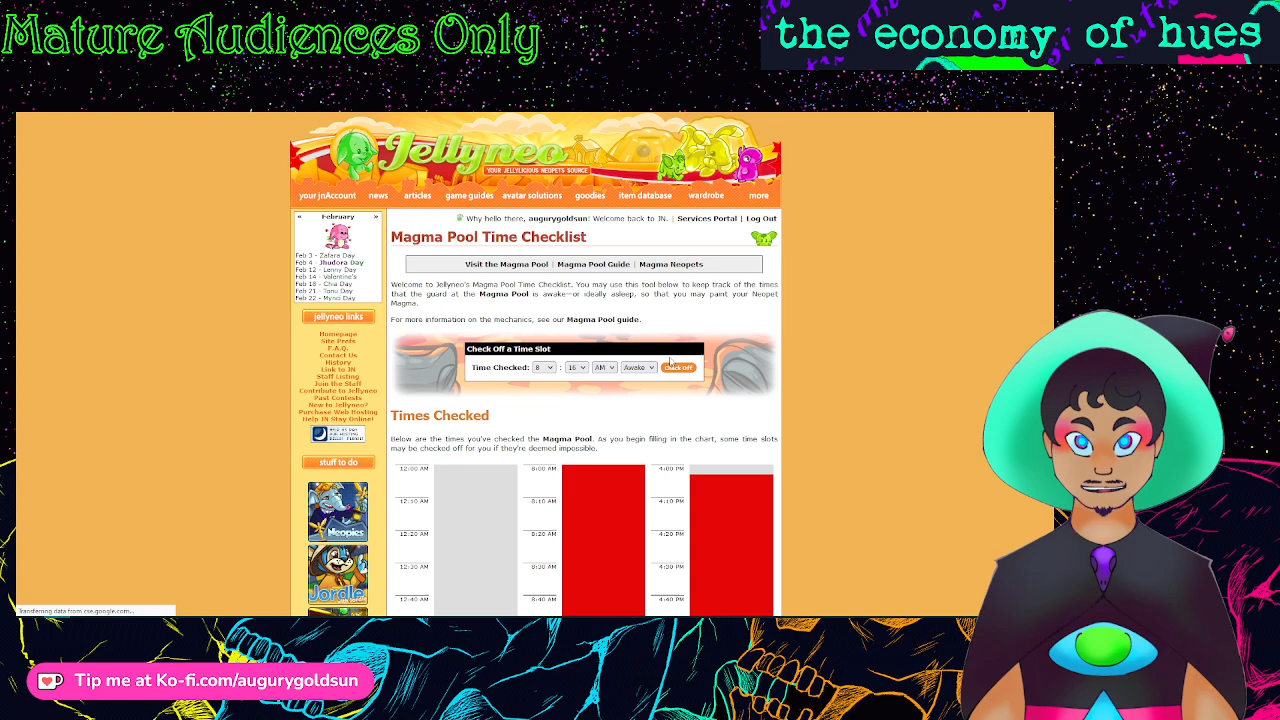 Mature Audiences Only
the economy of hues
Jellyneo
YOUR JELLYLICIOUS NEOPETS SOURCE
your jnAccount news articles game guides avatar solutions goodies item database wardrobe more
« February »
Feb 3 - Zafara Day
Feb 4 - Jhudora Day
Feb 12 - Lenny Day
Feb 14 - Valentine's
Feb 18 - Chia Day
Feb 21 - Tonu Day
Feb 22 - Mynci Day
jellyneo links
Homepage
Site Prefs
F.A.Q.
Contact Us
History
Link to JN
Staff Listing
Join the Staff
Contribute to Jellyneo
Past Contests
New to Jellyneo?
Purchase Web Hosting
Help JN Stay Online!
stuff to do
Neopies
Jordle
Why hello there, augurygoldsun! Welcome back to JN. | Services Portal | Log Out
Magma Pool Time Checklist
Visit the Magma Pool | Magma Pool Guide | Magma Neopets
Welcome to Jellyneo's Magma Pool Time Checklist. You may use this tool below to keep track of the times
that the guard at the Magma Pool is awake—or ideally asleep, so that you may paint your Neopet
Magma.
For more information on the mechanics, see our Magma Pool guide.
Check Off a Time Slot
Time Checked: 8 : 16 AM Awake Check Off
Times Checked
Below are the times you've checked the Magma Pool. As you begin filling in the chart, some time slots
may be checked off for you if they're deemed impossible.
12:00 AM 8:00 AM 4:00 PM
12:10 AM 8:10 AM 4:10 PM
12:20 AM 8:20 AM 4:20 PM
12:30 AM 8:30 AM 4:30 PM
12:40 AM 8:40 AM 4:40 PM
Transferring data from cse.google.com...
Tip me at Ko-fi.com/augurygoldsun